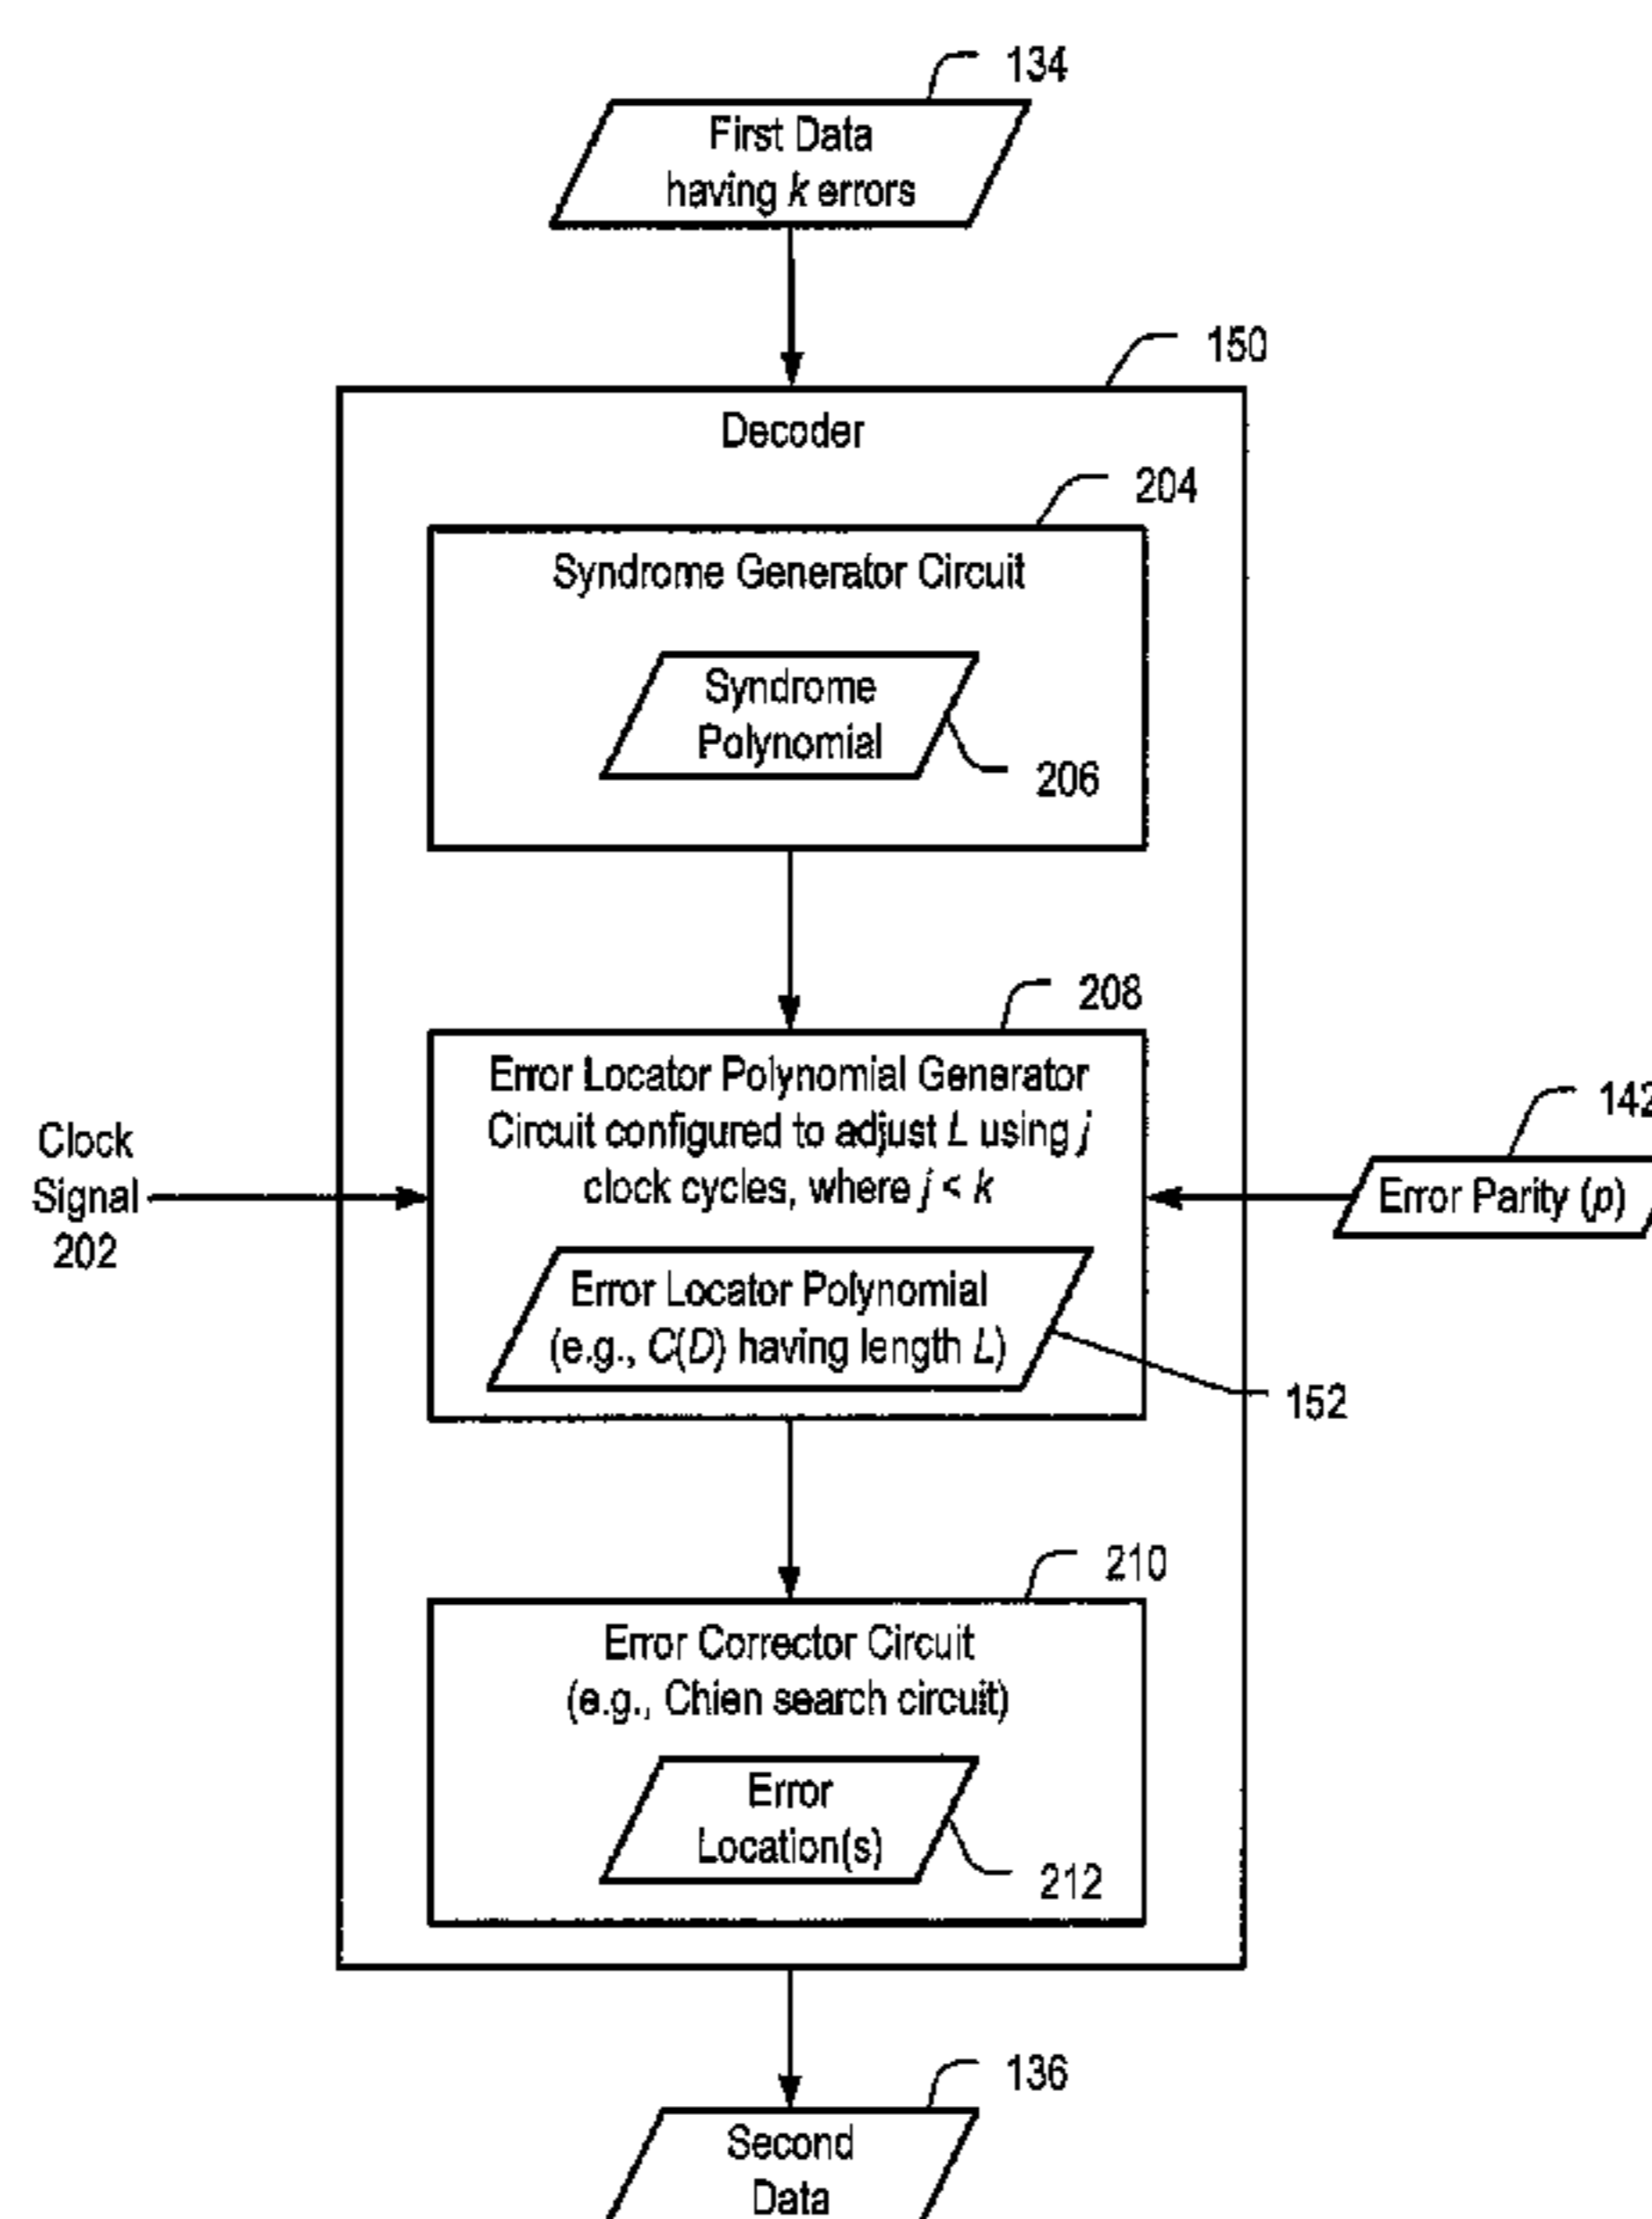 134
First Data
having k errors
150
Decoder
204
Syndrome Generator Circuit
Syndrome
Polynomial
206
208
Error Locator Polynomial Generator
Circuit configured to adjust L using j
clock cycles, where j < k
Clock
Signal
202
142
Error Parity (p)
Error Locator Polynomial
(e.g., C(D) having length L)
152
210
Error Corrector Circuit
(e.g., Chien search circuit)
Error
Location(s)
212
136
Second
Data